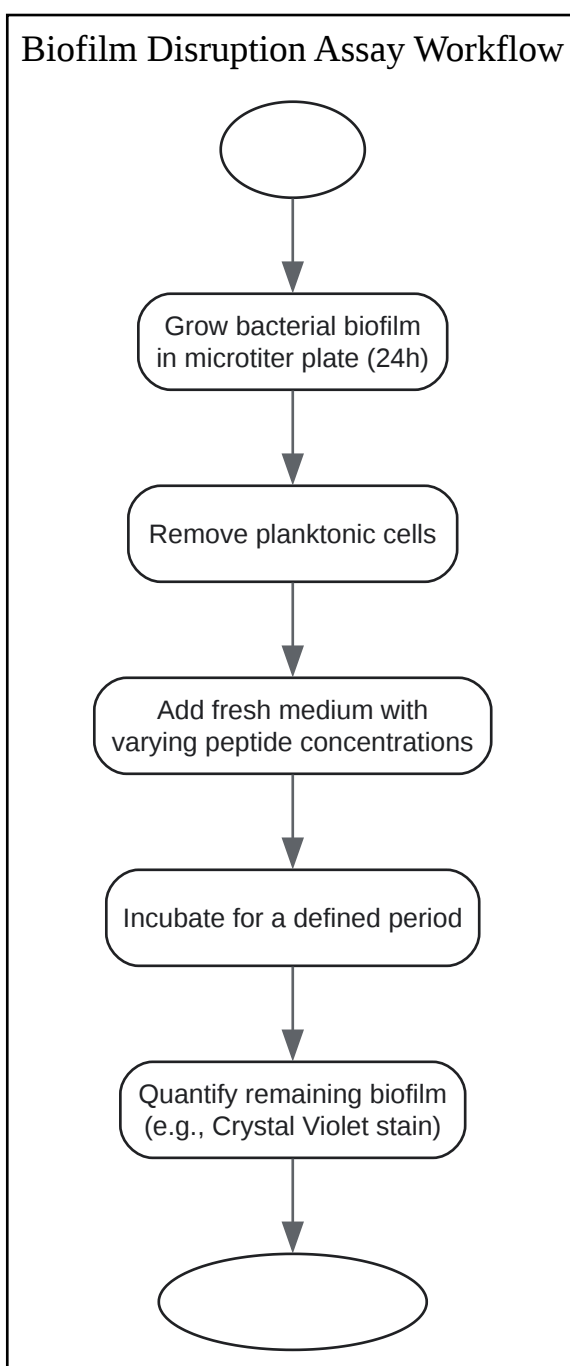 Biofilm Disruption Assay Workflow
Grow bacterial biofilm
in microtiter plate (24h)
Remove planktonic cells
Add fresh medium with
varying peptide concentrations
Incubate for a defined period
Quantify remaining biofilm
(e.g., Crystal Violet stain)